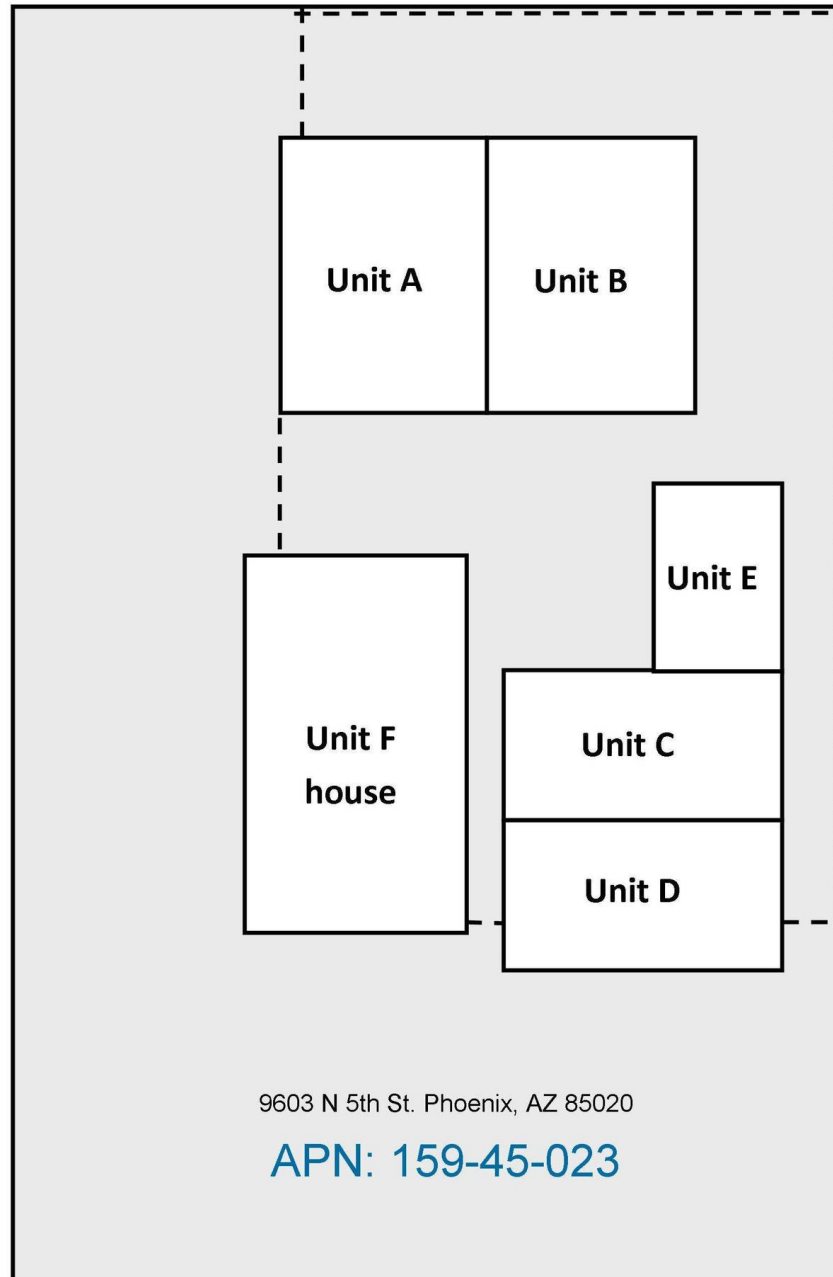 Unit A
Unit B
Unit E
Unit F
house
Unit C
Unit D
9603 N 5th St. Phoenix, AZ 85020
APN: 159-45-023